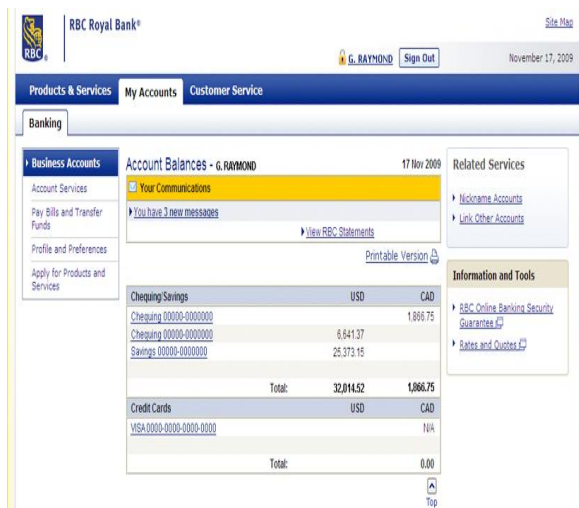 RBC Royal Bank®
Site Map
RBC®
G. RAYMOND Sign Out November 17, 2009
Products & Services My Accounts Customer Service
Banking
Business Accounts
Account Services
Pay Bills and Transfer
Funds
Profile and Preferences
Apply for Products and
Services
Account Balances - G. RAYMOND 17 Nov 2009
Your Communications
You have 3 new messages
View RBC Statements
Printable Version
Chequing/Savings USD CAD
Chequing 00000-0000000 1,866.75
Chequing 00000-0000000 6,641.37
Savings 00000-0000000 25,373.15
Total: 32,014.52 1,866.75
Credit Cards USD CAD
VISA 0000-0000-0000-0000 N/A
Total: 0.00
Top
Related Services
Nickname Accounts
Link Other Accounts
Information and Tools
RBC Online Banking Security
Guarantee
Rates and Quotes